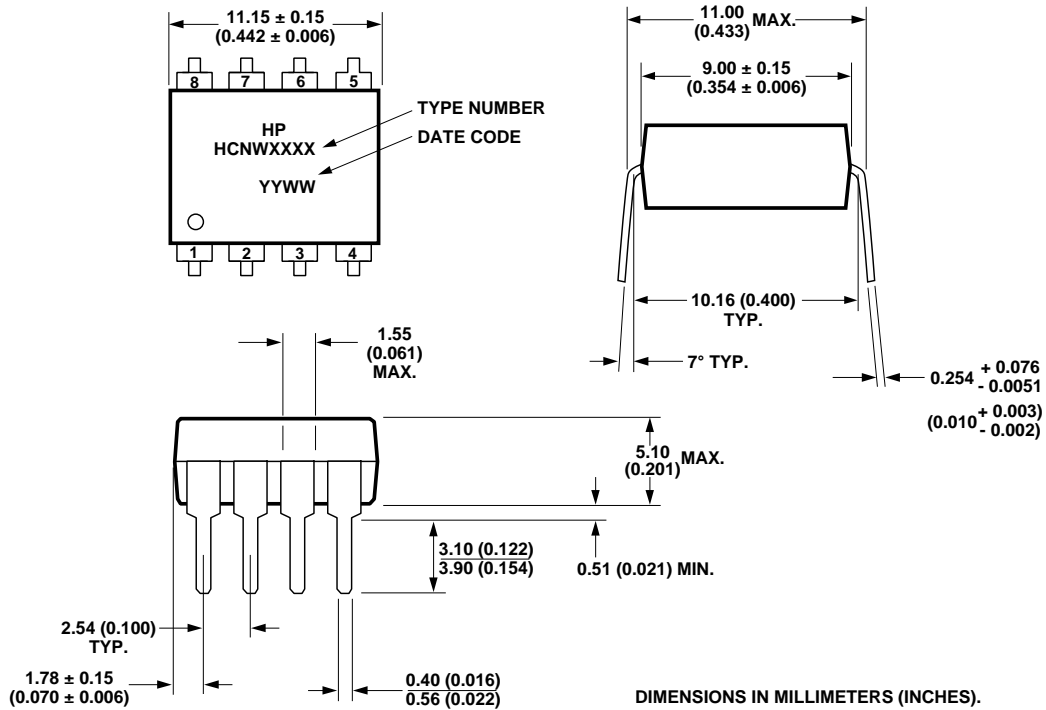 11.15 ± 0.15
(0.442 ± 0.006)
8 7 6 5
HP
HCNWXXXX
YYWW
1 2 3 4
TYPE NUMBER
DATE CODE
11.00
(0.433)
MAX.
9.00 ± 0.15
(0.354 ± 0.006)
10.16 (0.400)
TYP.
7° TYP.
0.254 + 0.076
- 0.0051
(0.010 + 0.003)
- 0.002)
1.55
(0.061)
MAX.
5.10
(0.201)
MAX.
3.10 (0.122)
3.90 (0.154)
0.51 (0.021) MIN.
2.54 (0.100)
TYP.
1.78 ± 0.15
(0.070 ± 0.006)
0.40 (0.016)
0.56 (0.022)
DIMENSIONS IN MILLIMETERS (INCHES).